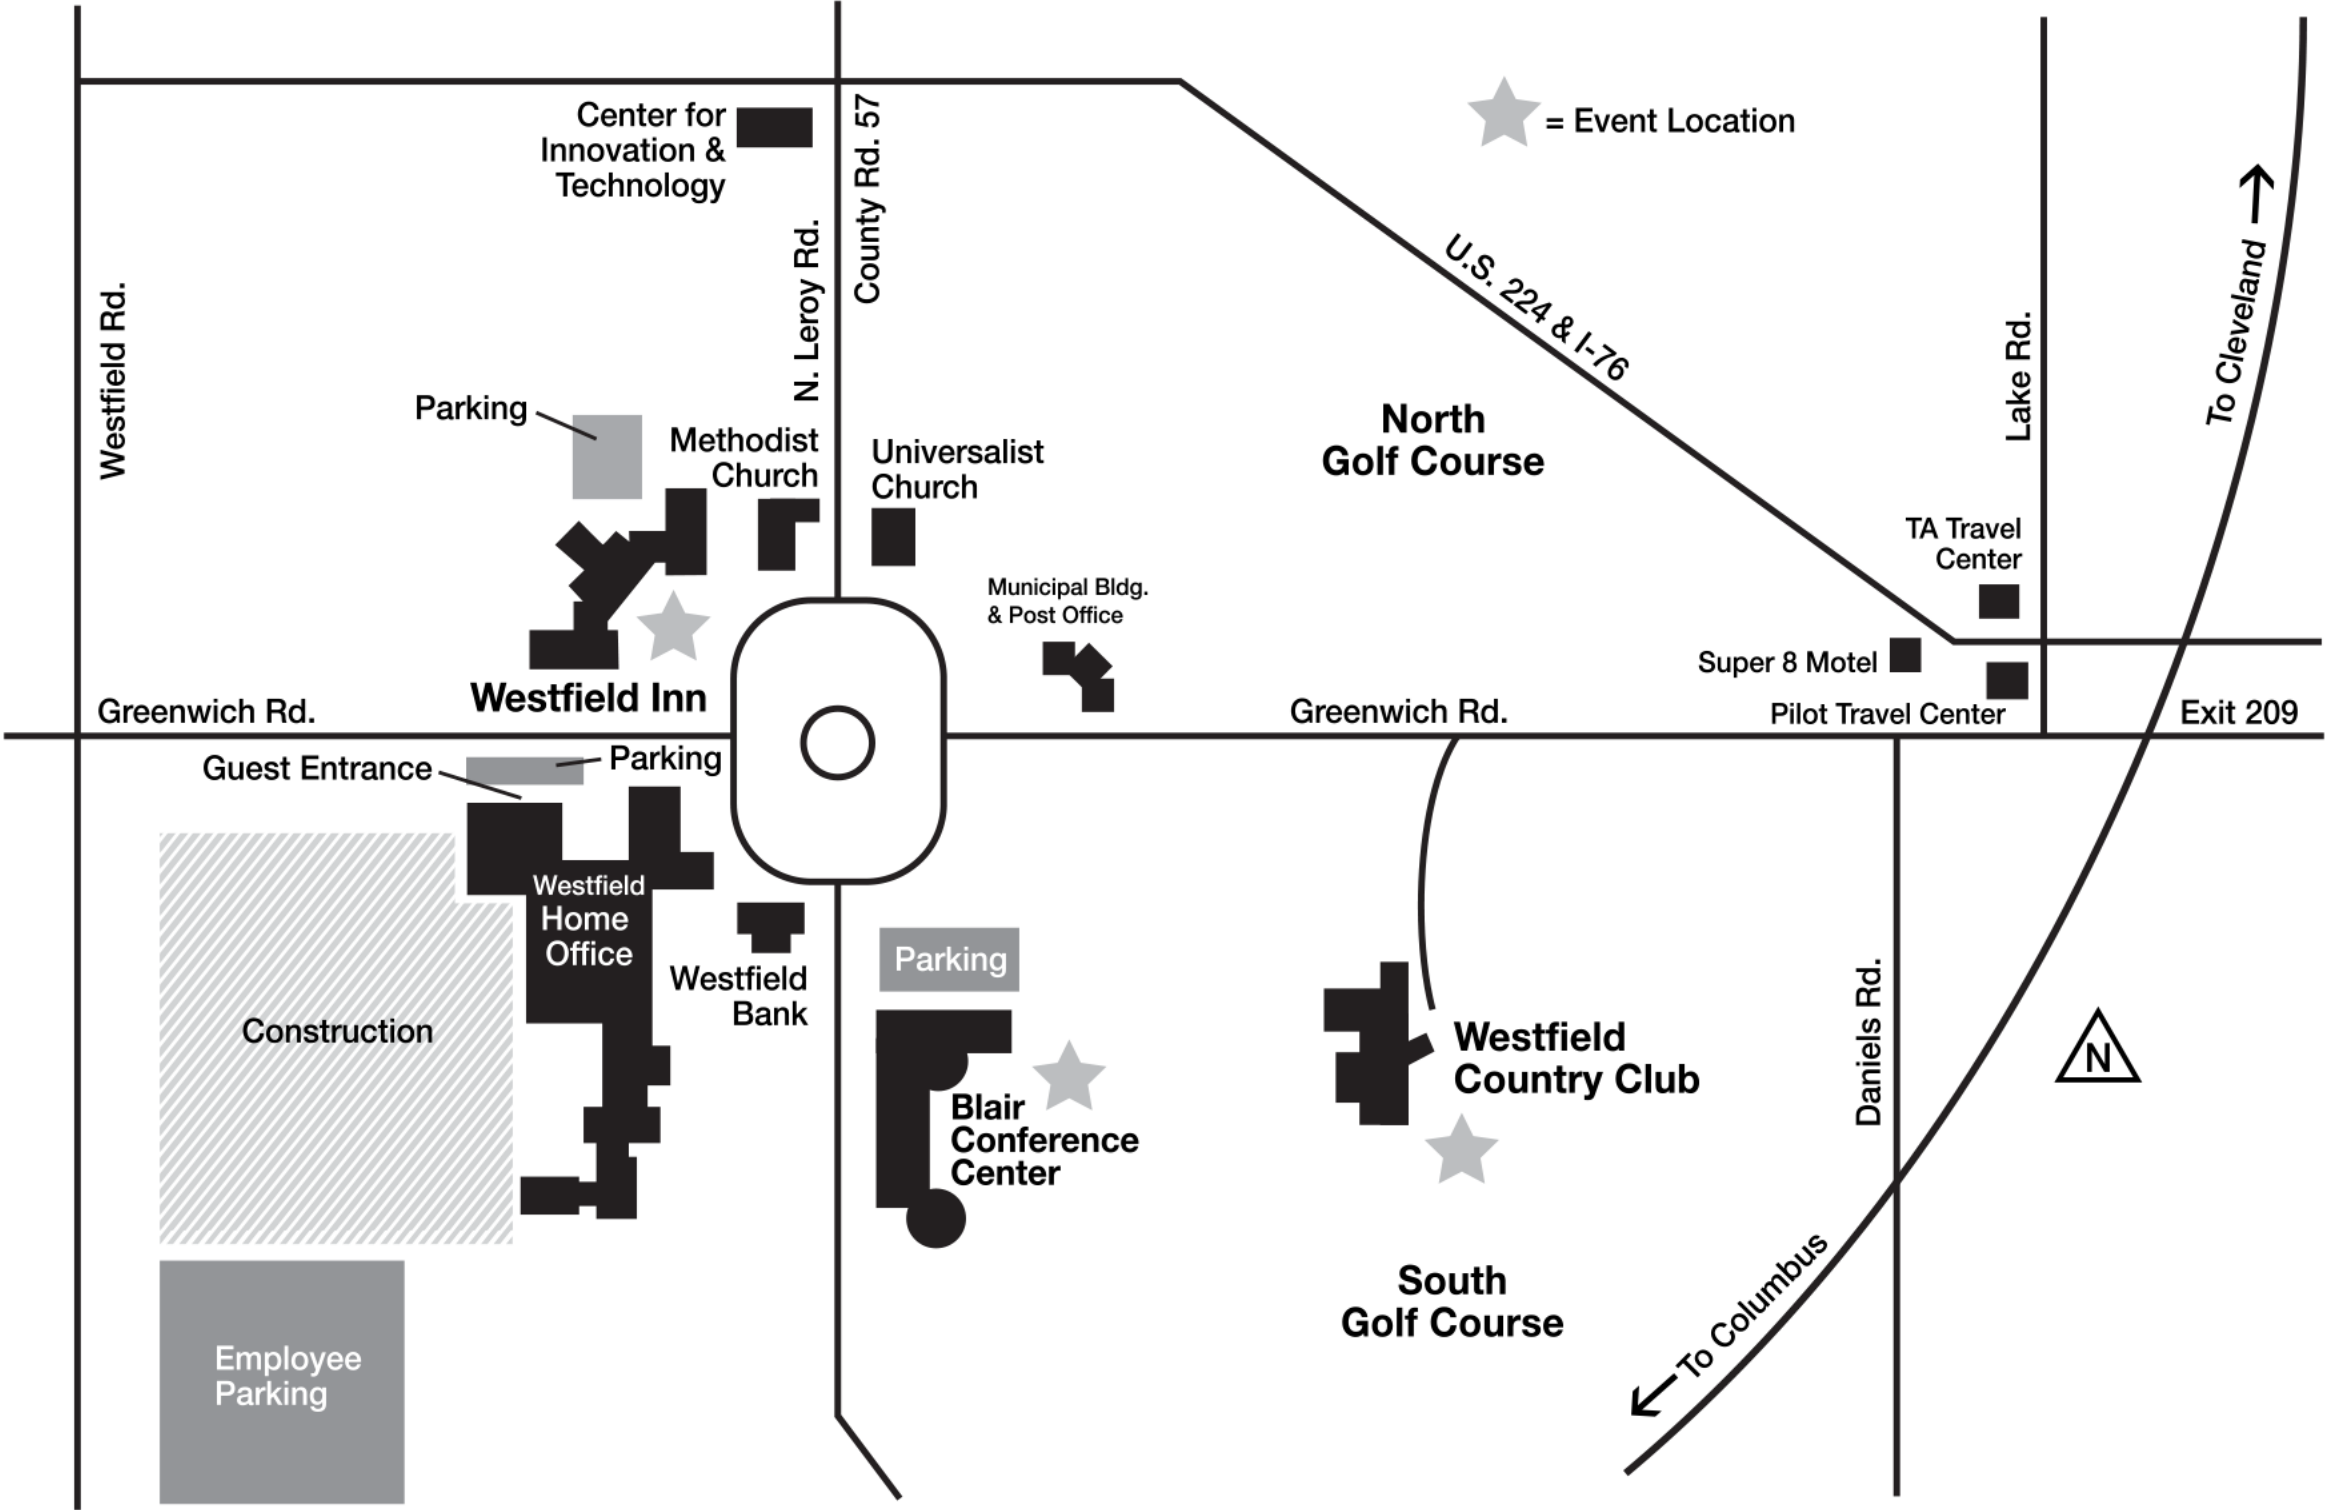 Center for
Innovation &
Technology
County Rd. 57
= Event Location
N. Leroy Rd.
U.S. 224 & I-76
To Cleveland
Westfield Rd.
Lake Rd.
Parking
Methodist
Church
Universalist
Church
North
Golf Course
TA Travel
Center
Municipal Bldg.
& Post Office
Super 8 Motel
Westfield Inn
Greenwich Rd.
Greenwich Rd.
Pilot Travel Center
Exit 209
Guest Entrance
Parking
Westfield
Home
Office
Westfield
Bank
Parking
Construction
Blair
Conference
Center
Westfield
Country Club
Daniels Rd.
N
South
Golf Course
To Columbus
Employee
Parking